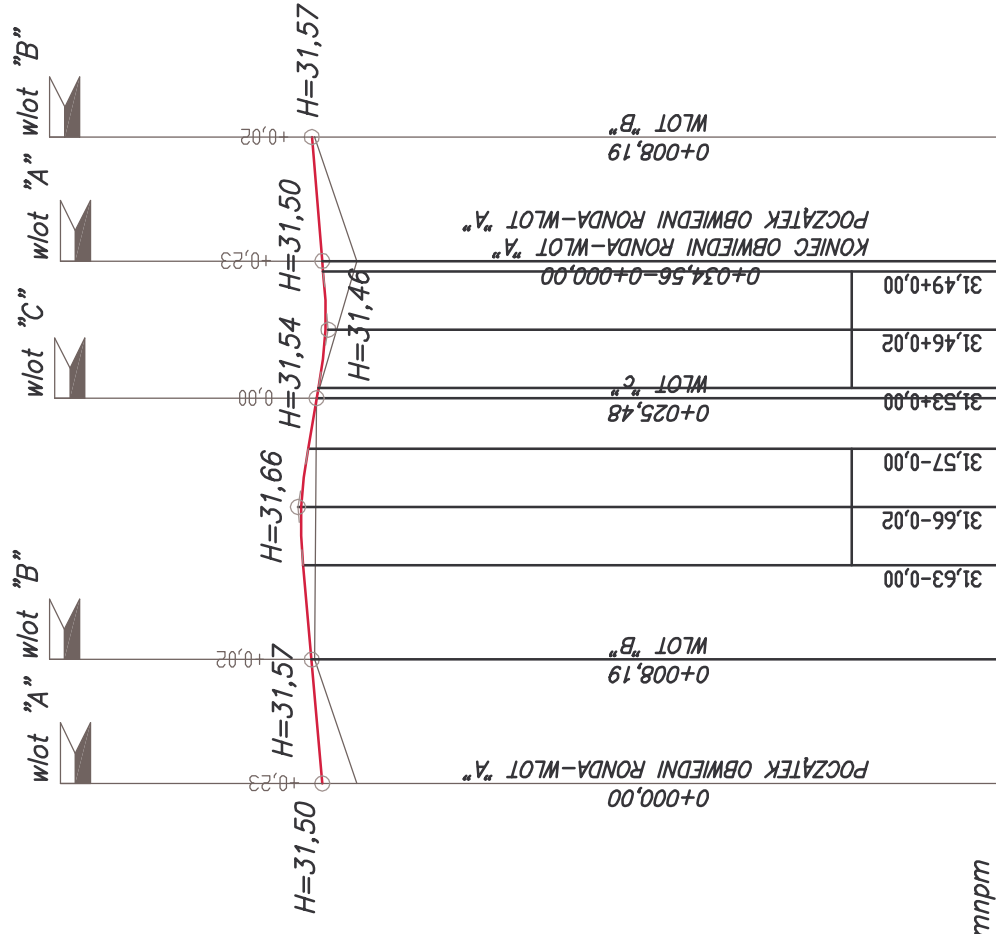 wlot "A"
wlot "B"
wlot "C"
wlot "A"
wlot "B"
+0,23
+0,02
0,00
+0,23
+0,02
H=31,50
H=31,57
H=31,66
H=31,54
H=31,46
H=31,50
H=31,57
0+000,00
POCZĄTEK OBWIEDNI RONDA-WLOT "A"
0+008,19
WLOT "B"
0+025,48
WLOT "C"
0+034,56-0+000,00
KONIEC OBWIEDNI RONDA-WLOT "A"
POCZĄTEK OBWIEDNI RONDA-WLOT "A"
0+008,19
WLOT "B"
31,63-0,00
31,66-0,02
31,57-0,00
31,53+0,00
31,46+0,02
31,49+0,00
mnpm